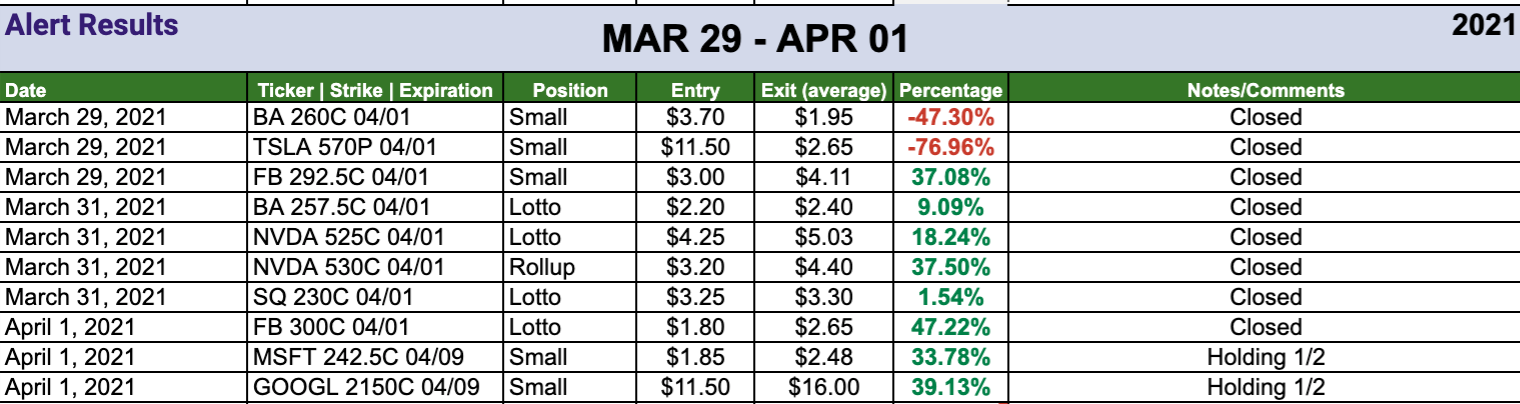 Alert Results MAR 29 - APR 01 2021
Date Ticker | Strike | Expiration Position Entry Exit (average) Percentage Notes/Comments
March 29, 2021 BA 260C 04/01 Small $3.70 $1.95 -47.30% Closed
March 29, 2021 TSLA 570P 04/01 Small $11.50 $2.65 -76.96% Closed
March 29, 2021 FB 292.5C 04/01 Small $3.00 $4.11 37.08% Closed
March 31, 2021 BA 257.5C 04/01 Lotto $2.20 $2.40 9.09% Closed
March 31, 2021 NVDA 525C 04/01 Lotto $4.25 $5.03 18.24% Closed
March 31, 2021 NVDA 530C 04/01 Rollup $3.20 $4.40 37.50% Closed
March 31, 2021 SQ 230C 04/01 Lotto $3.25 $3.30 1.54% Closed
April 1, 2021 FB 300C 04/01 Lotto $1.80 $2.65 47.22% Closed
April 1, 2021 MSFT 242.5C 04/09 Small $1.85 $2.48 33.78% Holding 1/2
April 1, 2021 GOOGL 2150C 04/09 Small $11.50 $16.00 39.13% Holding 1/2